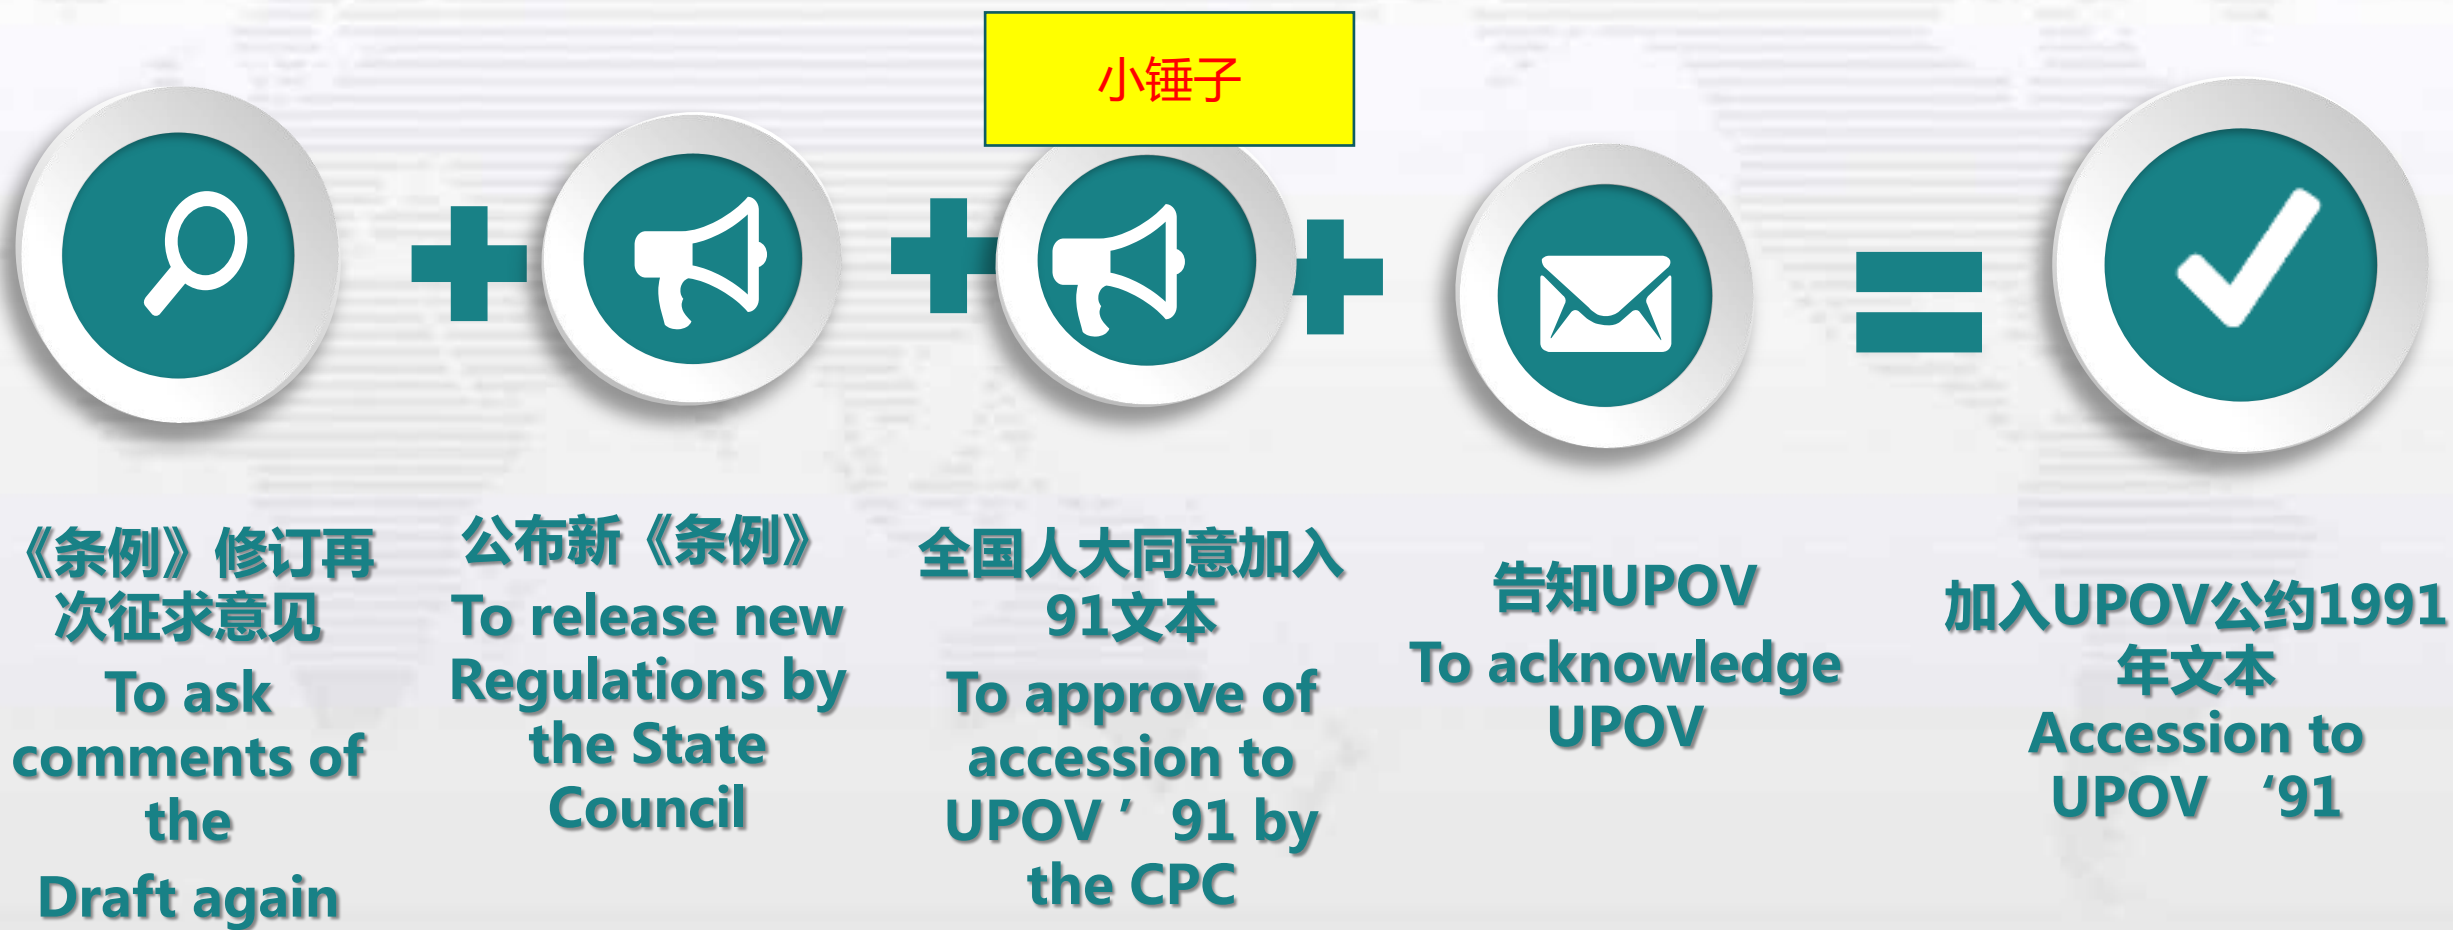 小锤子
《条例》修订再
次征求意见
To ask
comments of
the
Draft again
公布新《条例》
To release new
Regulations by
the State
Council
全国人大同意加入
91文本
To approve of
accession to
UPOV ’ 91 by
the CPC
告知UPOV
To acknowledge
UPOV
加入UPOV公约1991
年文本
Accession to
UPOV ‘91